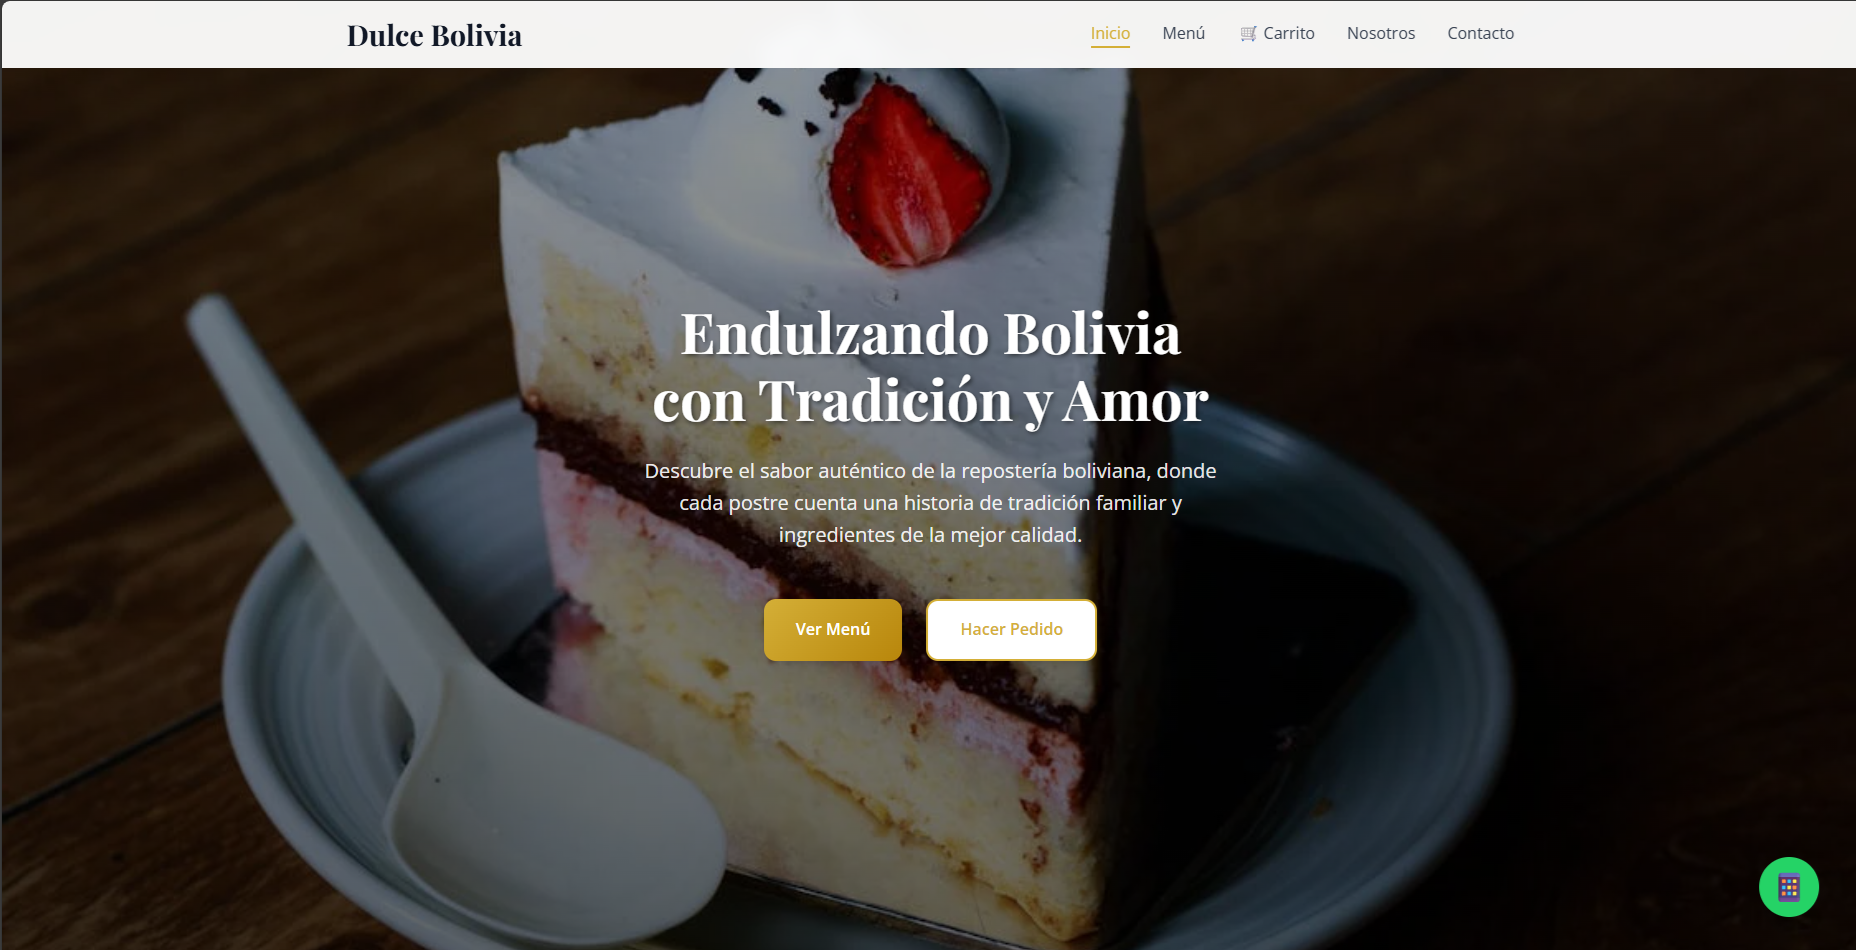 Dulce Bolivia
Inicio
Menú
Carrito
Nosotros
Contacto
Endulzando Bolivia
con Tradición y Amor
Descubre el sabor auténtico de la repostería boliviana, donde
cada postre cuenta una historia de tradición familiar y
ingredientes de la mejor calidad.
Ver Menú
Hacer Pedido